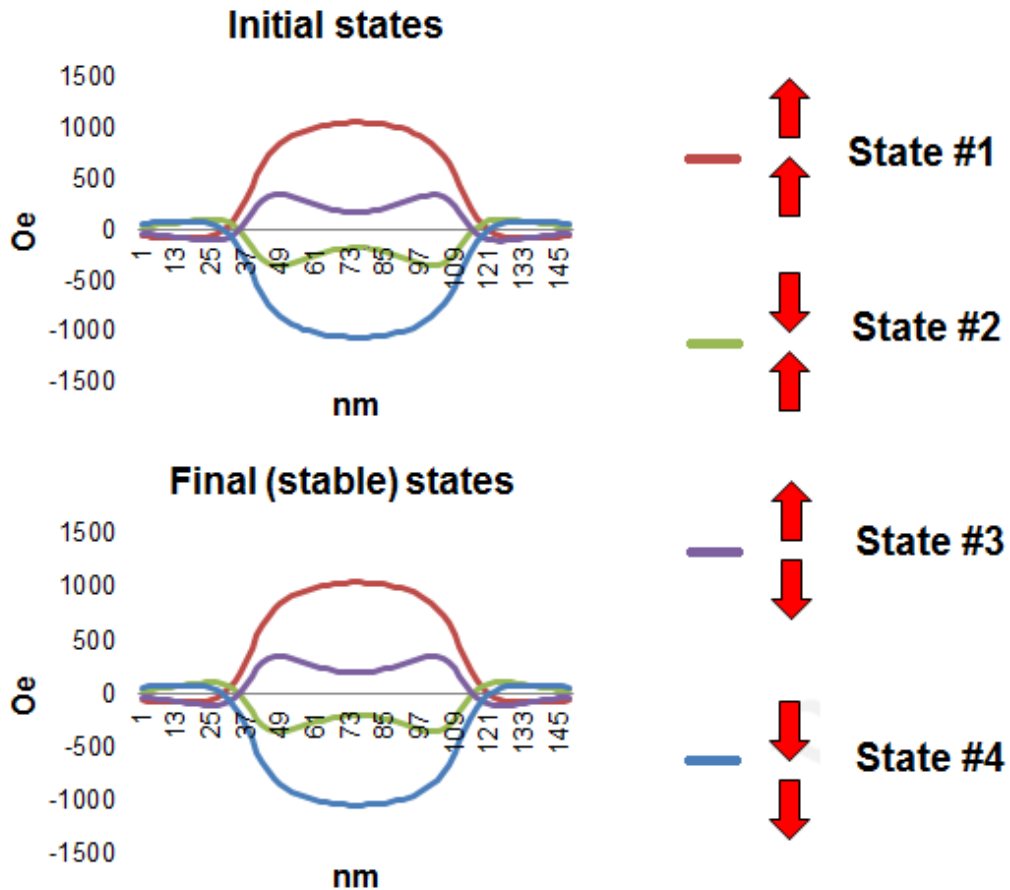 Initial states
1500
1000
500
0
-500
-1000
-1500
Oe
1 13 25 37 49 61 73 85 97 109 121 133 145
nm
State #1
State #2
Final (stable) states
1500
1000
500
0
-500
-1000
-1500
Oe
1 13 25 37 49 61 73 85 97 109 121 133 145
nm
State #3
State #4